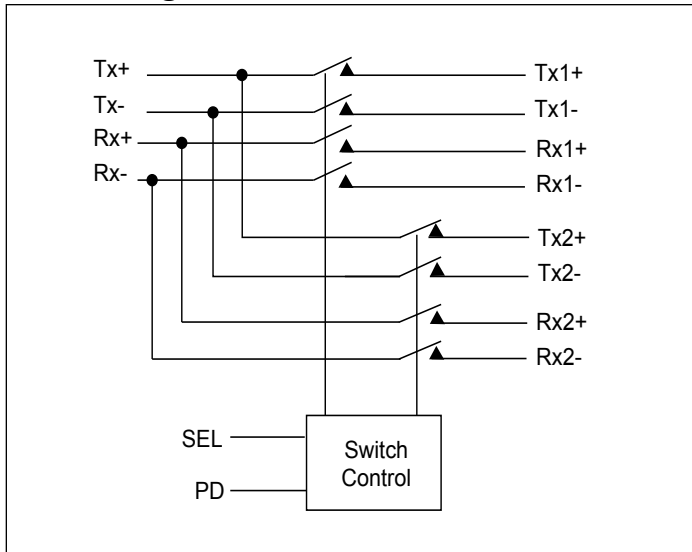 Tx+
Tx1+
Tx-
Tx1-
Rx+
Rx1+
Rx-
Rx1-
Tx2+
Tx2-
Rx2+
Rx2-
SEL
PD
Switch
Control